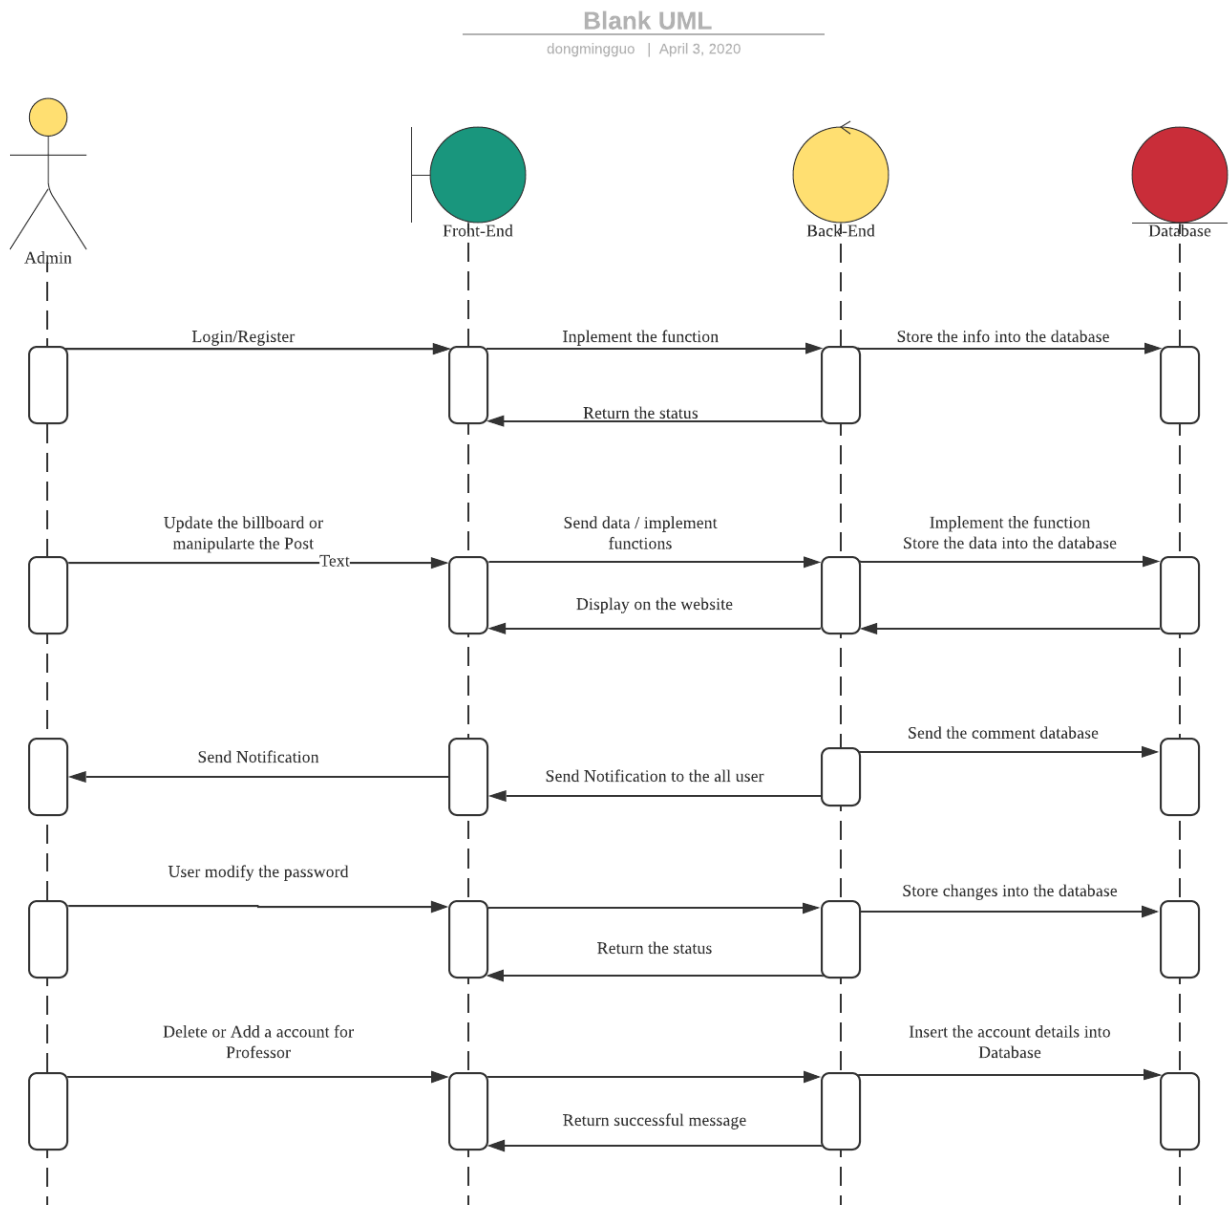 Blank UML
dongmingguo | April 3, 2020
Admin
Front-End
Back-End
Database
Login/Register
Inplement the function
Store the info into the database
Return the status
Update the billboard or
manipularte the Post
Text
Send data / implement
functions
Implement the function
Store the data into the database
Display on the website
Send the comment database
Send Notification
Send Notification to the all user
User modify the password
Store changes into the database
Return the status
Delete or Add a account for
Professor
Insert the account details into
Database
Return successful message